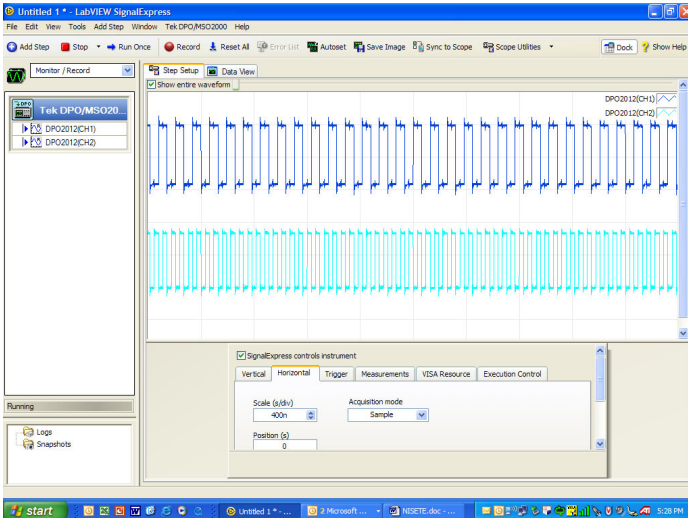 Untitled 1 * - LabVIEW SignalExpress
File Edit View Tools Add Step Window Tek DPO/MSO2000 Help
Add Step Stop Run Once Record Reset All Error List Autoset Save Image Sync to Scope Scope Utilities Dock Show Help
Monitor / Record
Step Setup Data View
Show entire waveform
DPO2012(CH1)
DPO2012(CH2)
DPO
Tek DPO/MSO20...
DPO2012(CH1)
DPO2012(CH2)
SignalExpress controls instrument
Vertical Horizontal Trigger Measurements VISA Resource Execution Control
Scale (s/div) Acquisition mode
400n Sample
Position (s)
0
Running
Logs
Snapshots
start Untitled 1 * - ... 2 Microsoft ... NISETE.doc - ... 5:28 PM